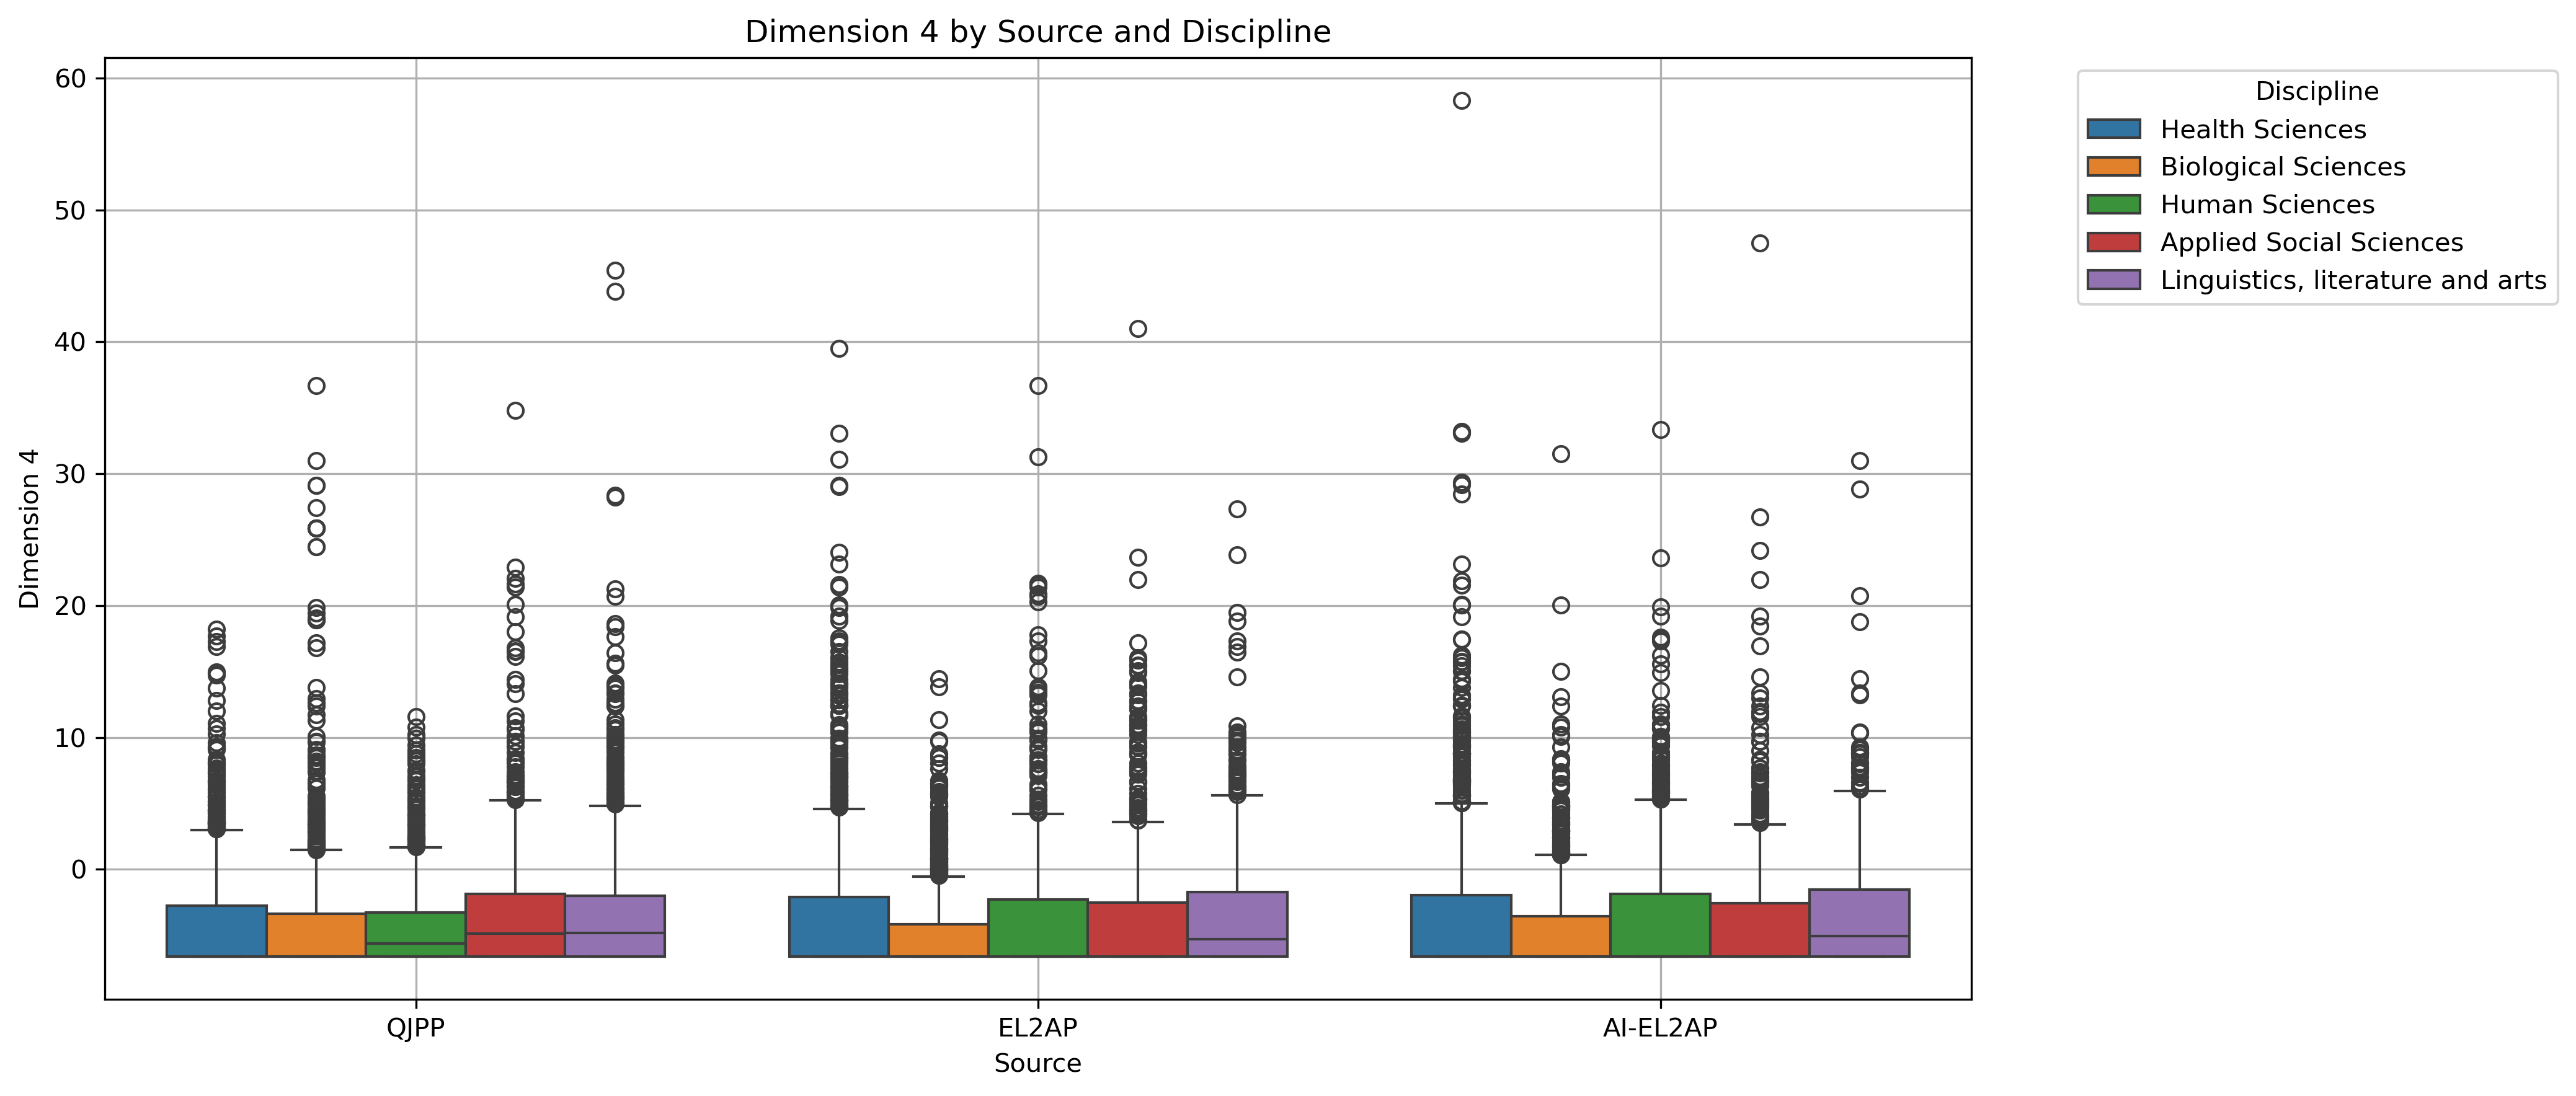 Dimension 4 by Source and Discipline
60
50
40
30
20
10
0
Dimension 4
QJPP
EL2AP
AI-EL2AP
Source
Discipline
Health Sciences
Biological Sciences
Human Sciences
Applied Social Sciences
Linguistics, literature and arts